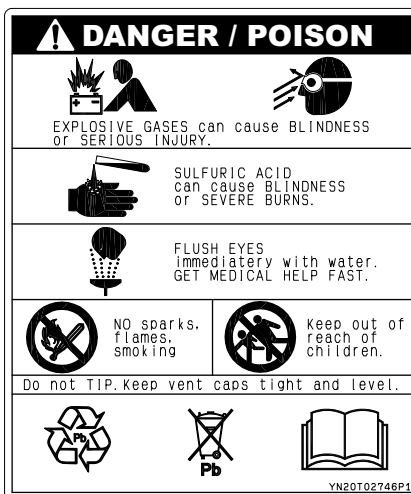 DANGER / POISON
EXPLOSIVE GASES can cause BLINDNESS
or SERIOUS INJURY.
SULFURIC ACID
can cause BLINDNESS
or SEVERE BURNS.
FLUSH EYES
immediatery with water.
GET MEDICAL HELP FAST.
NO sparks,
flames,
smoking
Keep out of
reach of
children.
Do not TIP. Keep vent caps tight and level.
Pb
Pb
YN20T02746P1